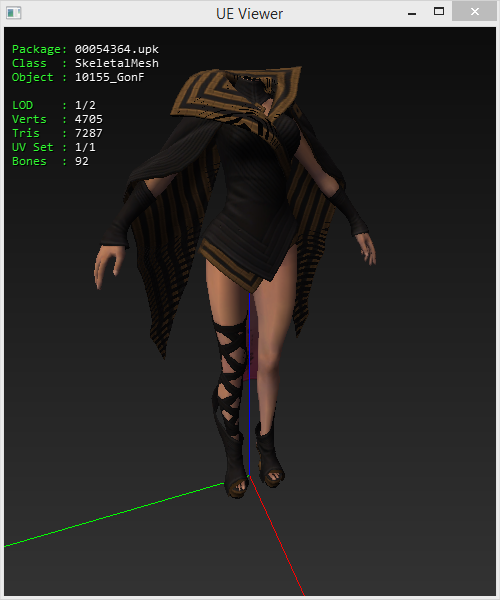 UE Viewer
Package: 00054364.upk
Class  : SkeletalMesh
Object : 10155_GonF
LOD    : 1/2
Verts  : 4705
Tris   : 7287
UV Set : 1/1
Bones  : 92